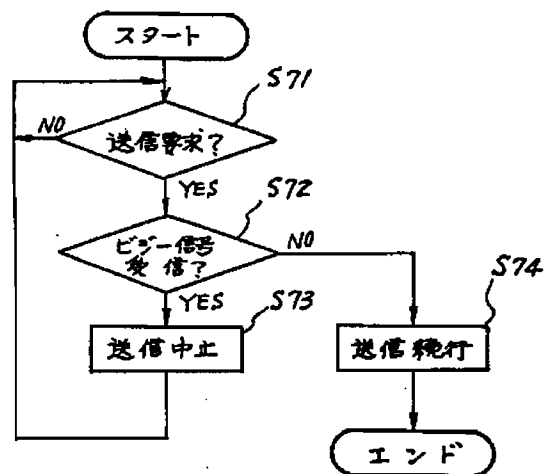 スタート
S71
NO
送信要求?
YES
S72
ビジー信号
受信?
NO
YES
S73
S74
送信中止
送信続行
エンド